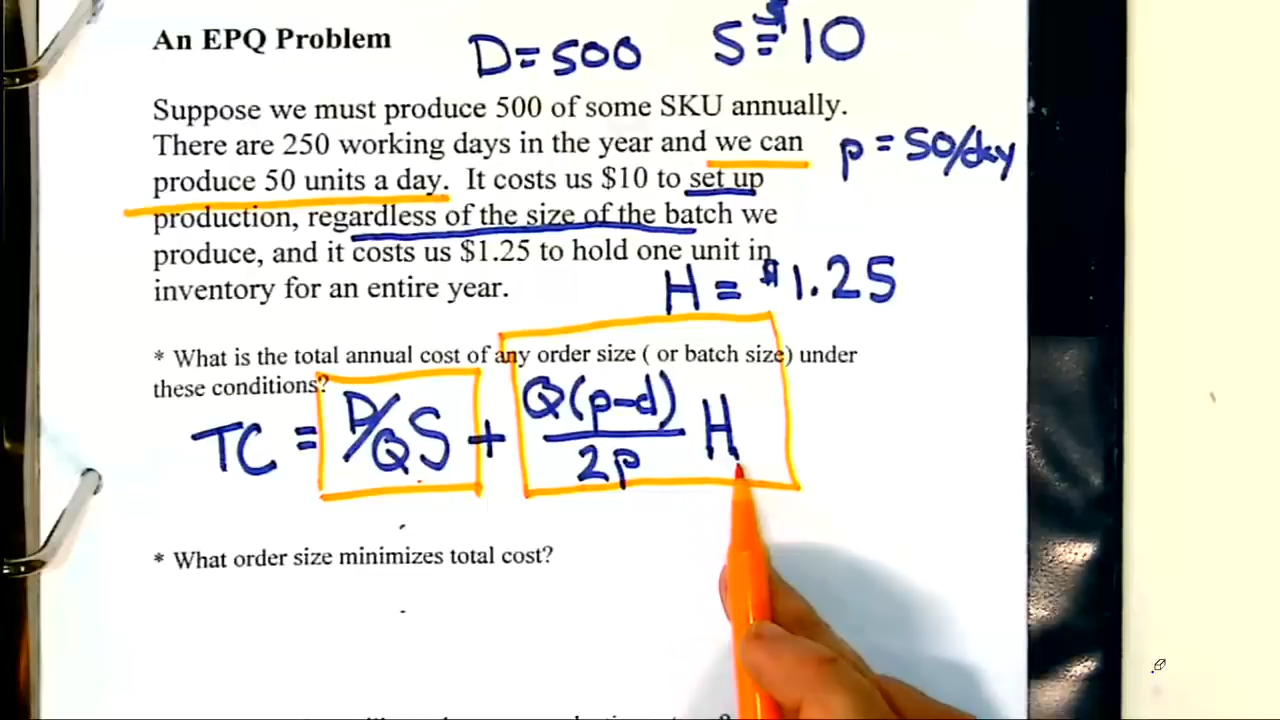 An EPQ Problem
D=500
S=$10
Suppose we must produce 500 of some SKU annually.
There are 250 working days in the year and we can
p = 50/day
produce 50 units a day. It costs us $10 to set up
production, regardless of the size of the batch we
produce, and it costs us $1.25 to hold one unit in
inventory for an entire year.
H = $1.25
* What is the total annual cost of any order size ( or batch size) under
these conditions?
TC = D/Q S + Q(p-d)/2p H
* What order size minimizes total cost?